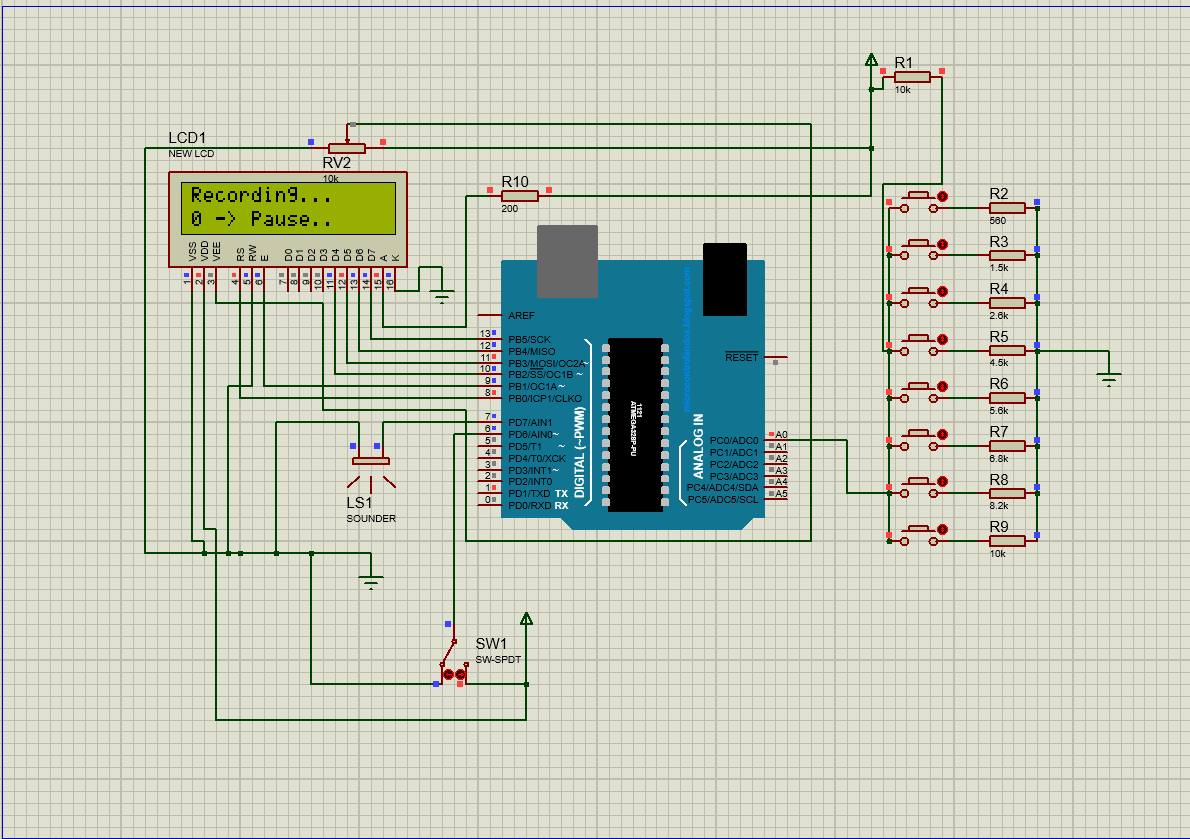 R1
10k
LCD1
NEW LCD
RV2
10k
Recording...
0 -> Pause..
VSS
VDD
VEE
RS
RW
E
D0
D1
D2
D3
D4
D5
D6
D7
A
K
1
2
3
4
5
6
7
8
9
10
11
12
13
14
15
16
R10
200
R2
560
R3
1.5k
R4
2.6k
R5
4.5k
R6
5.6k
R7
6.8k
R8
8.2k
R9
10k
microcontrolandos.blogspot.com
AREF
13 PB5/SCK
12 PB4/MISO
11 PB3/MOSI/OC2A~
10 PB2/SS/OC1B ~
9 PB1/OC1A~
8 PB0/ICP1/CLKO
7 PD7/AIN1
6 PD6/AIN0~
5 PD5/T1 ~
4 PD4/T0/XCK
3 PD3/INT1~
2 PD2/INT0
1 PD1/TXD TX
0 PD0/RXD RX
DIGITAL (~PWM)
1121
ATMEGA328P-PU
ANALOG IN
RESET
PC0/ADC0 A0
PC1/ADC1 A1
PC2/ADC2 A2
PC3/ADC3 A3
PC4/ADC4/SDA A4
PC5/ADC5/SCL A5
LS1
SOUNDER
SW1
SW-SPDT